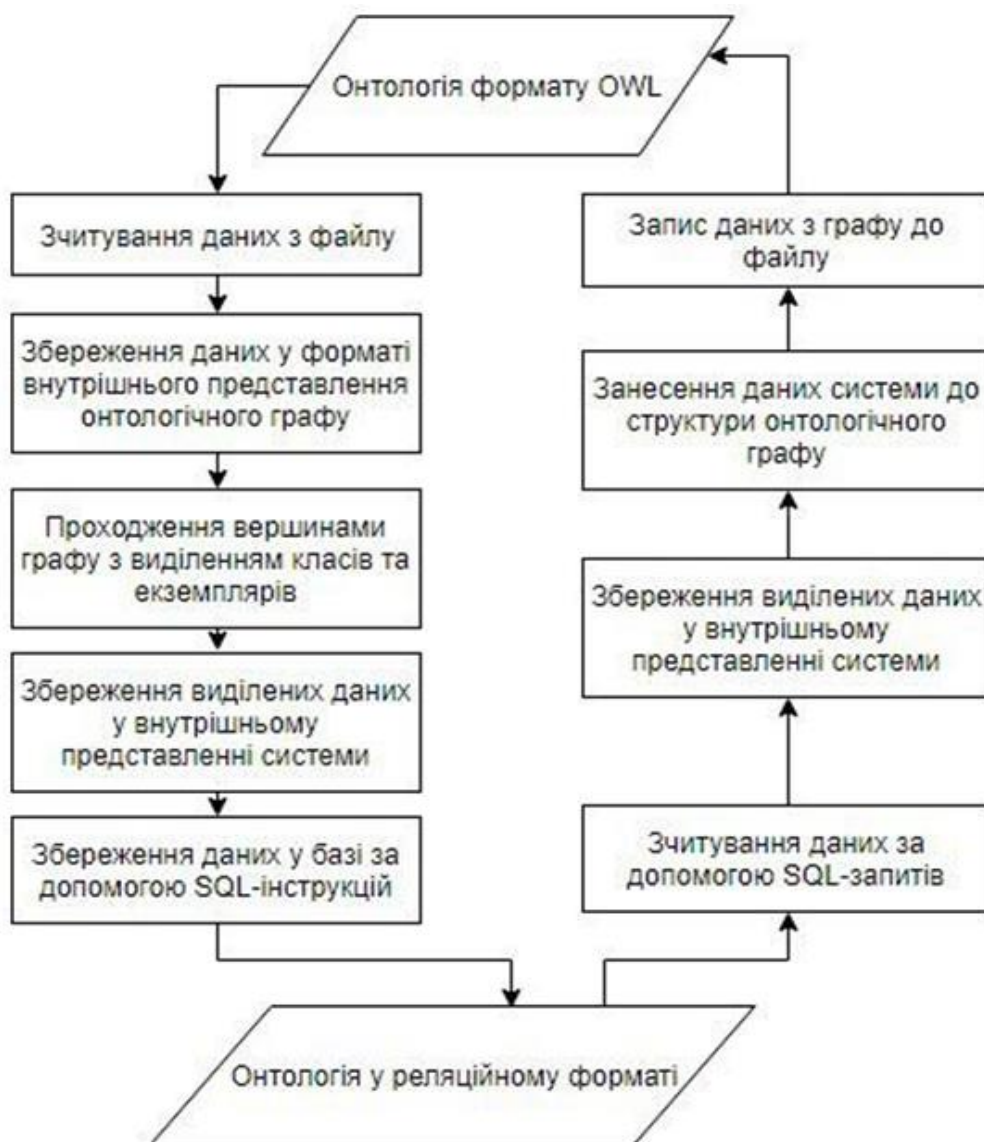 Онтологія формату OWL
Зчитування даних з файлу
Збереження даних у форматі
внутрішнього представлення
онтологічного графу
Проходження вершинами
графу з виділенням класів та
екземплярів
Збереження виділених даних
у внутрішньому
представленні системи
Збереження даних у базі за
допомогою SQL-інструкцій
Онтологія у реляційному форматі
Зчитування даних за
допомогою SQL-запитів
Збереження виділених даних
у внутрішньому
представленні системи
Занесення даних системи до
структури онтологічного
графу
Запис даних з графу до
файлу